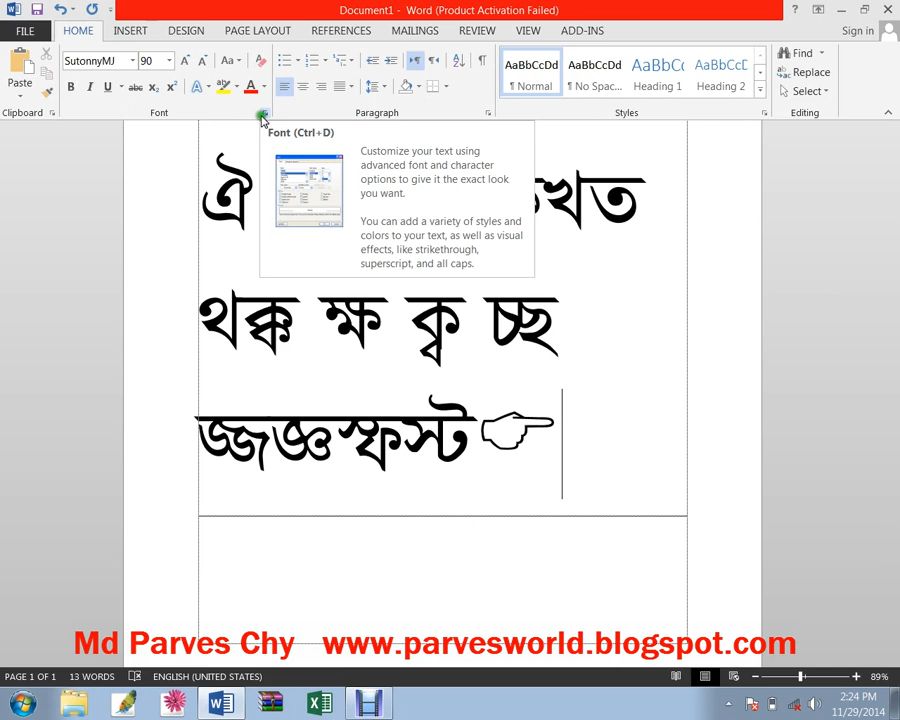 Document1 - Word (Product Activation Failed)
FILE HOME INSERT DESIGN PAGE LAYOUT REFERENCES MAILINGS REVIEW VIEW ADD-INS Sign in
SutonnyMJ 90 Aa Find
AaBbCcDd AaBbCcDd AaBbCc AaBbCcD
Paste B I U abc x₂ x² A A Replace
¶ Normal ¶ No Spac... Heading 1 Heading 2 Select
Clipboard Font Paragraph Styles Editing
Font (Ctrl+D)
Customize your text using
advanced font and character
options to give it the exact look
you want.
You can add a variety of styles and
colors to your text, as well as visual
effects, like strikethrough,
superscript, and all caps.
ঐ খত
থক্ক ক্ষ ক্ব চ্ছ
জ্জজ্ঞস্ফস্ট
Md Parves Chy www.parvesworld.blogspot.com
PAGE 1 OF 1 13 WORDS ENGLISH (UNITED STATES) 89%
2:24 PM
11/29/2014